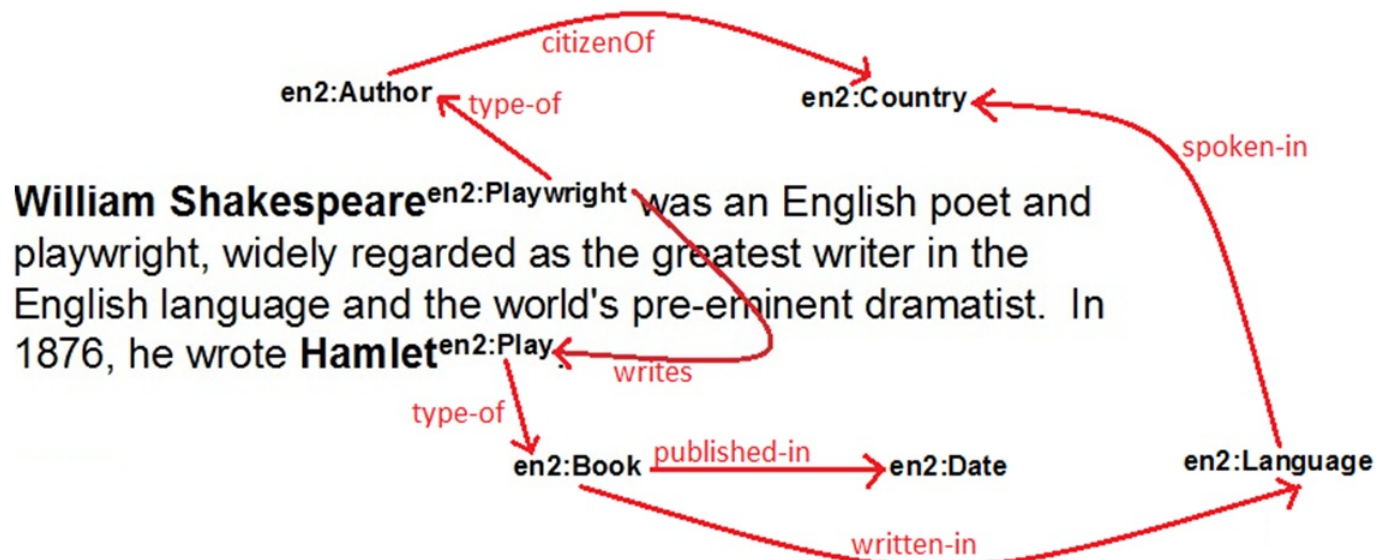 citizenOf
en2:Author
type-of
en2:Country
spoken-in
William Shakespeareen2:Playwright was an English poet and
playwright, widely regarded as the greatest writer in the
English language and the world's pre-eminent dramatist. In
1876, he wrote Hamleten2:Play.
writes
type-of
en2:Book
published-in
en2:Date
en2:Language
written-in